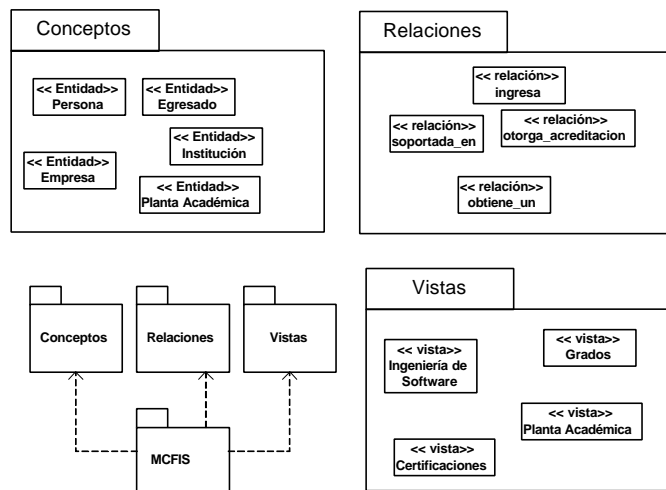 Conceptos
<< Entidad>>
Persona
<< Entidad>>
Egresado
<< Entidad>>
Institución
<< Entidad>>
Empresa
<< Entidad>>
Planta Académica
Relaciones
<< relación>>
ingresa
<< relación>>
soportada_en
<< relación>>
otorga_acreditacion
<< relación>>
obtiene_un
Conceptos
Relaciones
Vistas
MCFIS
Vistas
<< vista>>
Ingeniería de
Software
<< vista>>
Grados
<< vista>>
Planta Académica
<< vista>>
Certificaciones